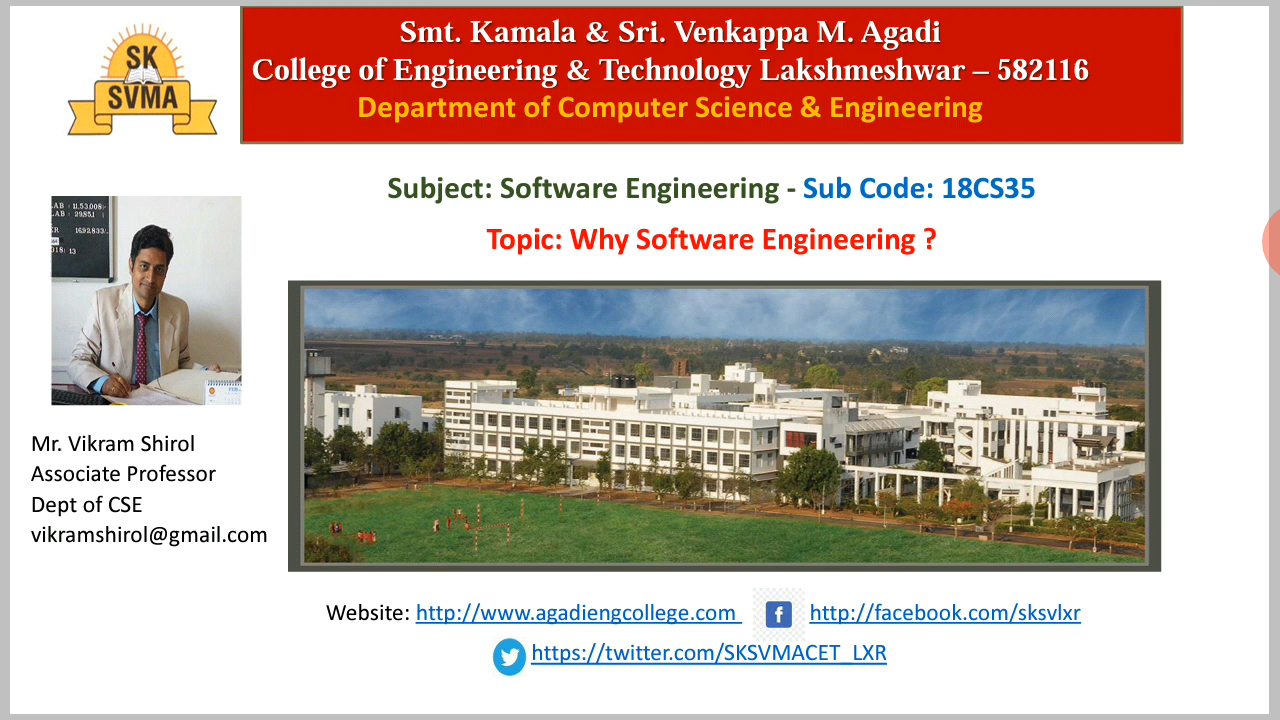 SK
SVMA
Smt. Kamala & Sri. Venkappa M. Agadi
College of Engineering & Technology Lakshmeshwar – 582116
Department of Computer Science & Engineering
Subject: Software Engineering - Sub Code: 18CS35
Topic: Why Software Engineering ?
Mr. Vikram Shirol
Associate Professor
Dept of CSE
vikramshirol@gmail.com
Website: http://www.agadiengcollege.com http://facebook.com/sksvlxr
https://twitter.com/SKSVMACET_LXR